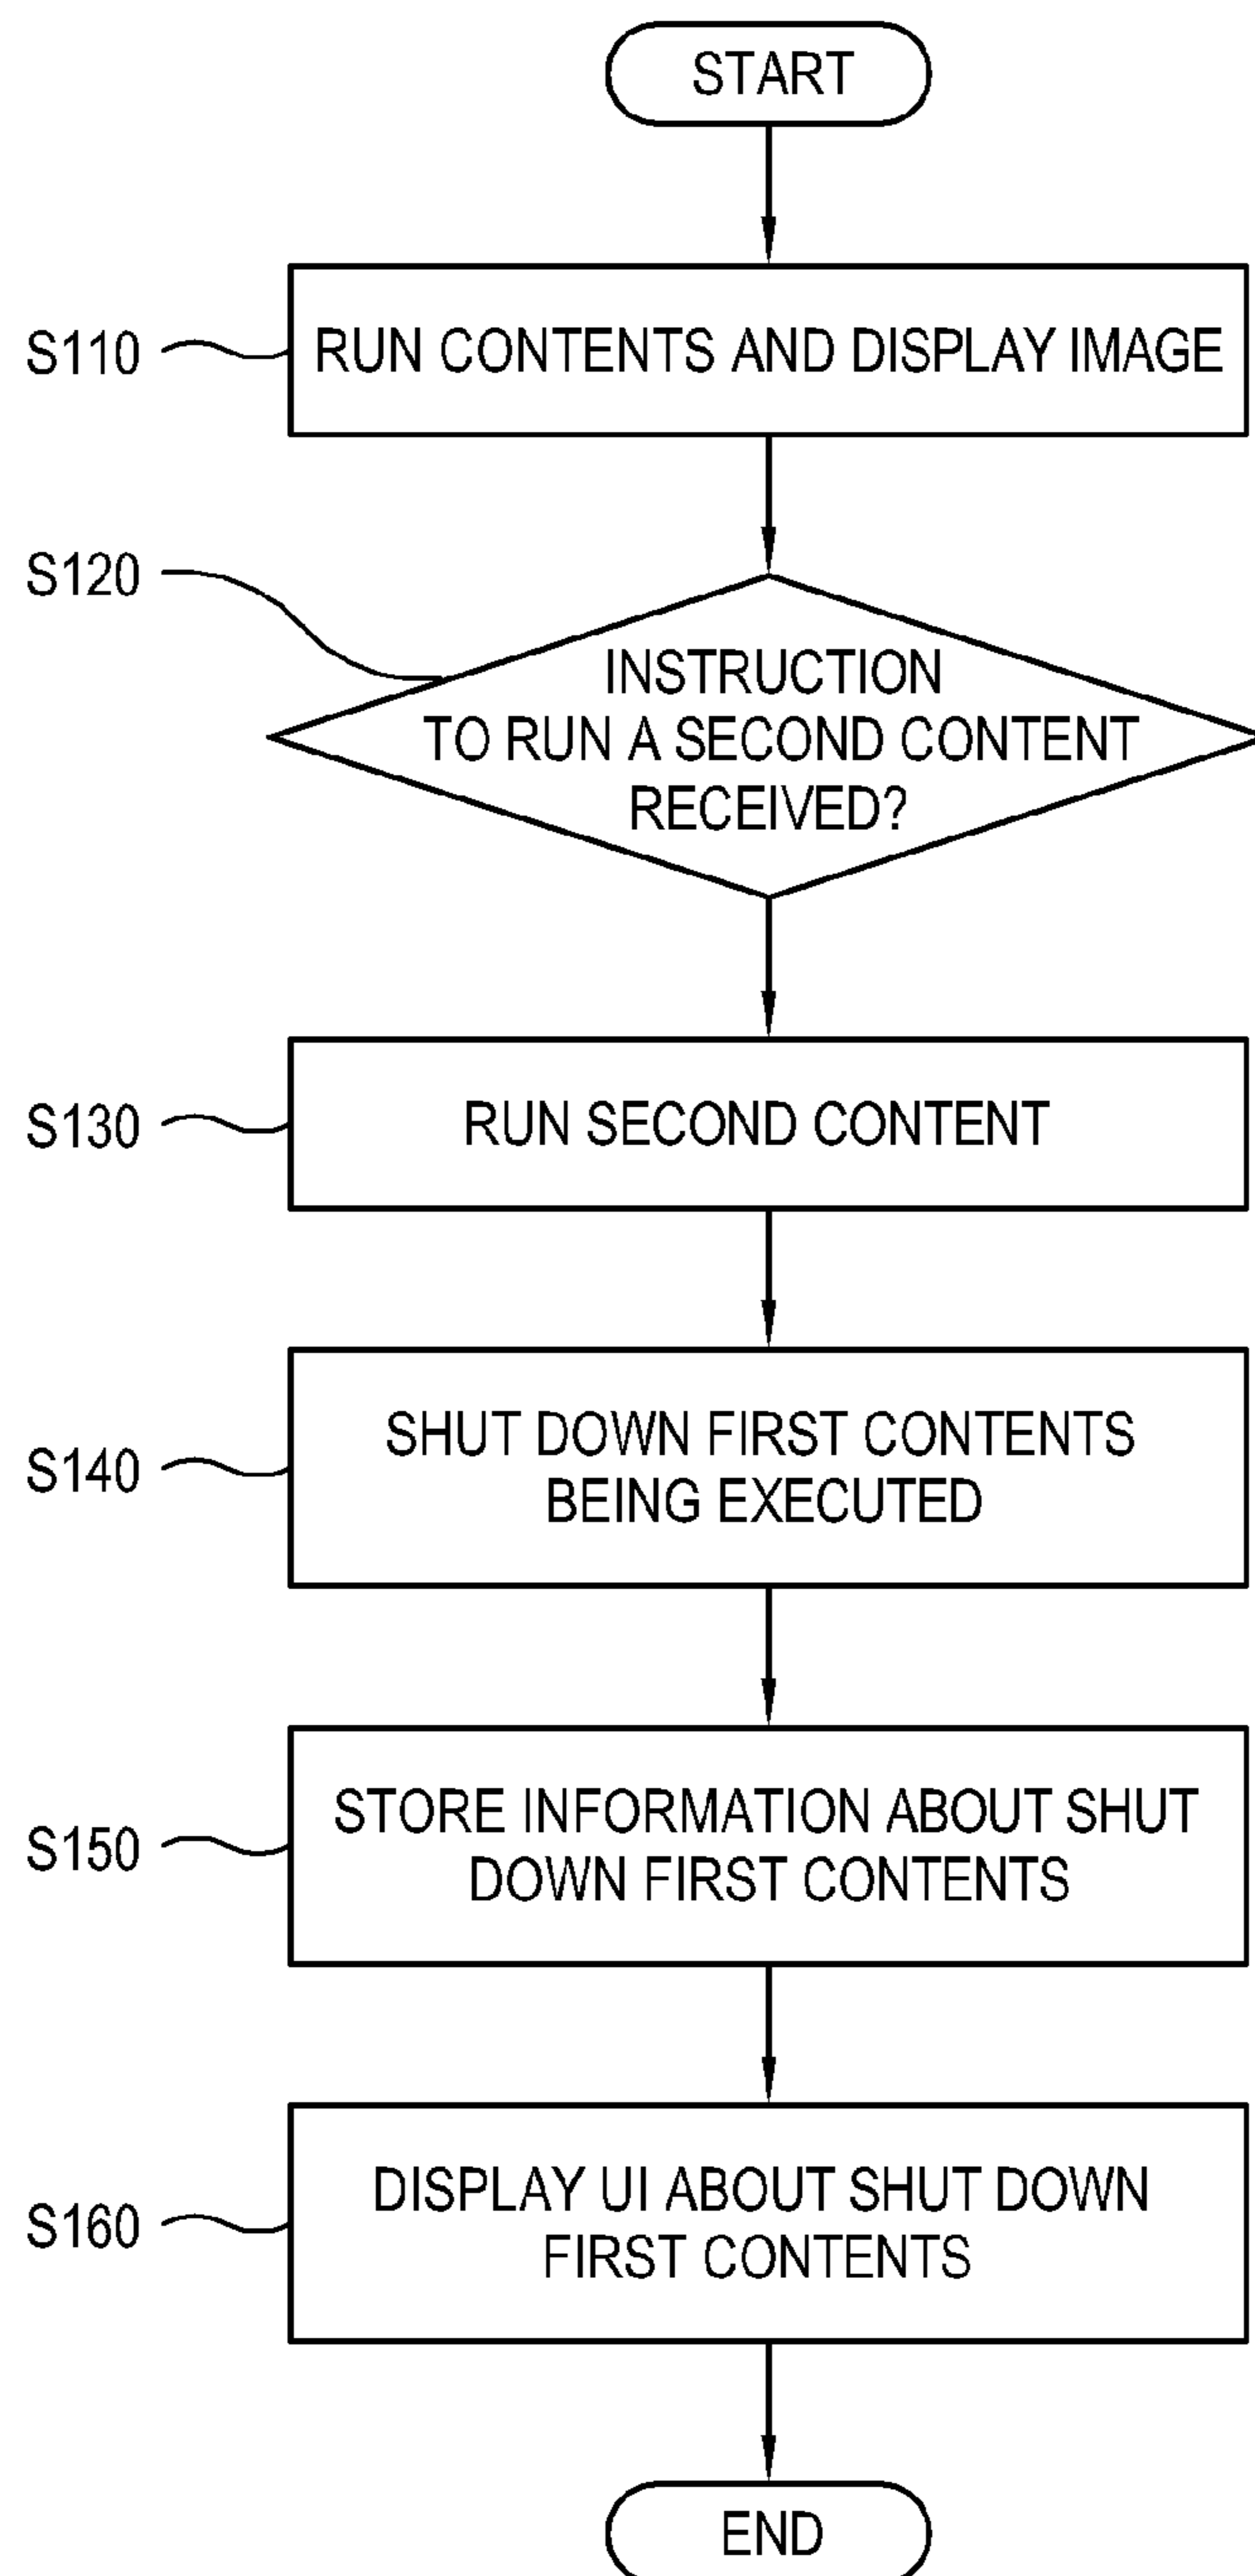 START
S110
RUN CONTENTS AND DISPLAY IMAGE
S120
INSTRUCTION
TO RUN A SECOND CONTENT
RECEIVED?
S130
RUN SECOND CONTENT
S140
SHUT DOWN FIRST CONTENTS
BEING EXECUTED
S150
STORE INFORMATION ABOUT SHUT
DOWN FIRST CONTENTS
S160
DISPLAY UI ABOUT SHUT DOWN
FIRST CONTENTS
END